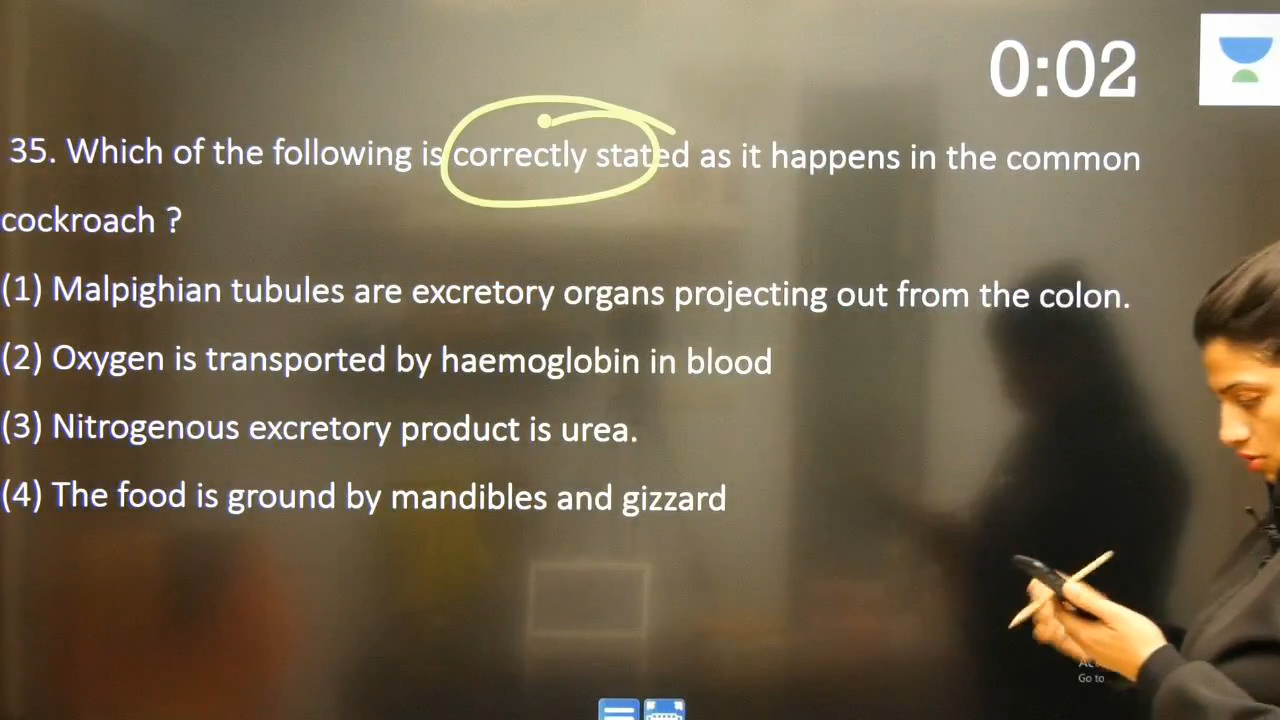 0:02
35. Which of the following is correctly stated as it happens in the common
cockroach ?
(1) Malpighian tubules are excretory organs projecting out from the colon.
(2) Oxygen is transported by haemoglobin in blood
(3) Nitrogenous excretory product is urea.
(4) The food is ground by mandibles and gizzard
Go to